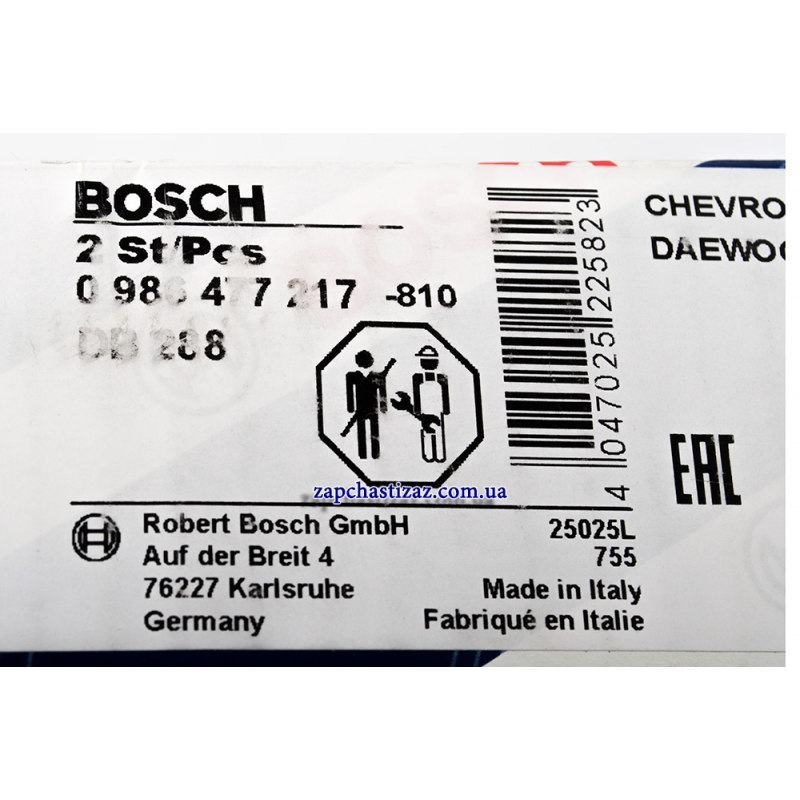 BOSCH
2 St/Pcs
0 986 477 217 -810
DB 288
4 047025 225823
CHEVRO
DAEWOO
EAC
zapchastizaz.com.ua
Robert Bosch GmbH
Auf der Breit 4
76227 Karlsruhe
Germany
25025L
755
Made in Italy
Fabriqué en Italie